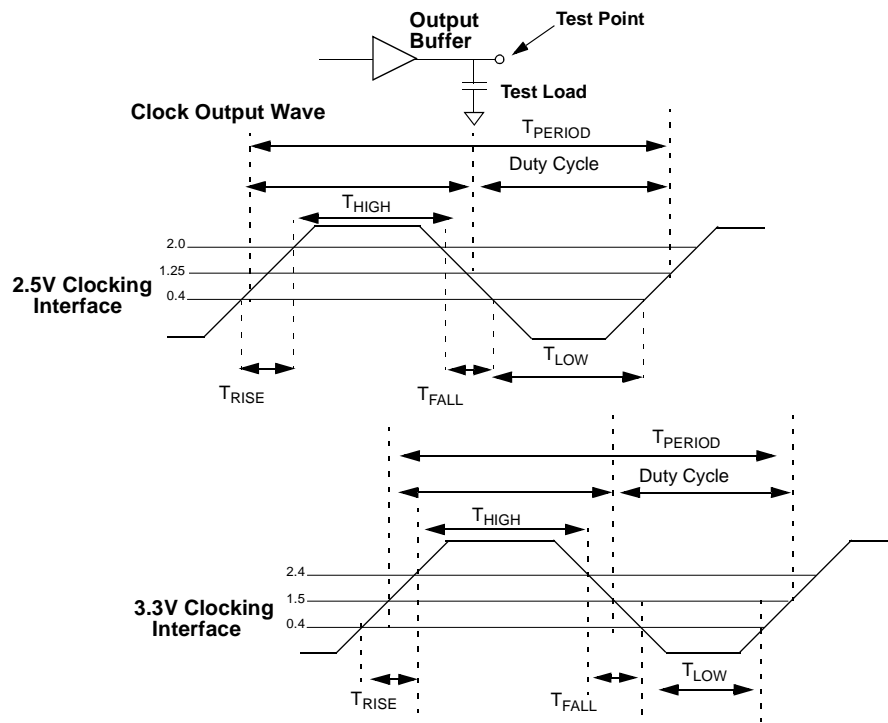 Output
Buffer
Test Point
Test Load
Clock Output Wave
TPERIOD
Duty Cycle
THIGH
2.0
1.25
0.4
2.5V Clocking
Interface
TLOW
TRISE
TFALL
TPERIOD
Duty Cycle
THIGH
2.4
1.5
0.4
3.3V Clocking
Interface
TLOW
TRISE
TFALL